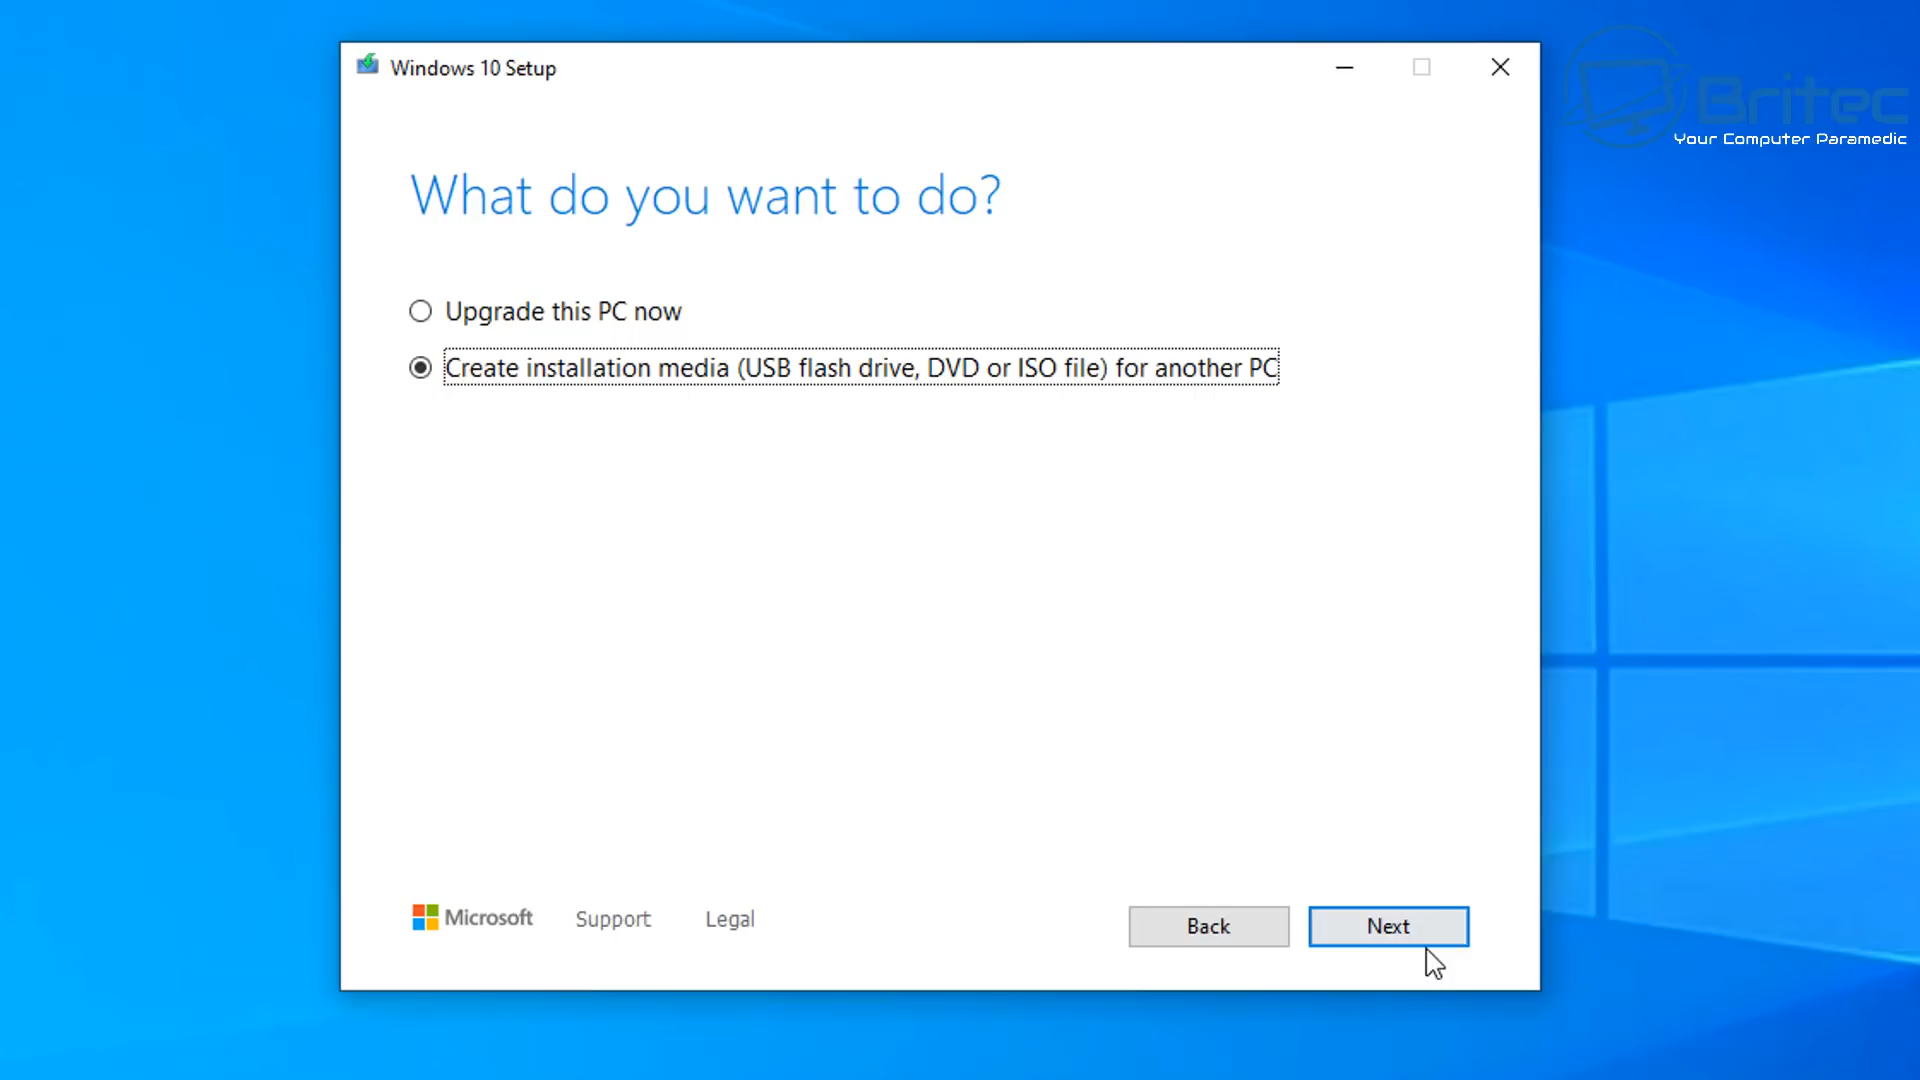 Windows 10 Setup
Britec
Your Computer Paramedic
What do you want to do?
Upgrade this PC now
Create installation media (USB flash drive, DVD or ISO file) for another PC
Microsoft
Support
Legal
Back
Next